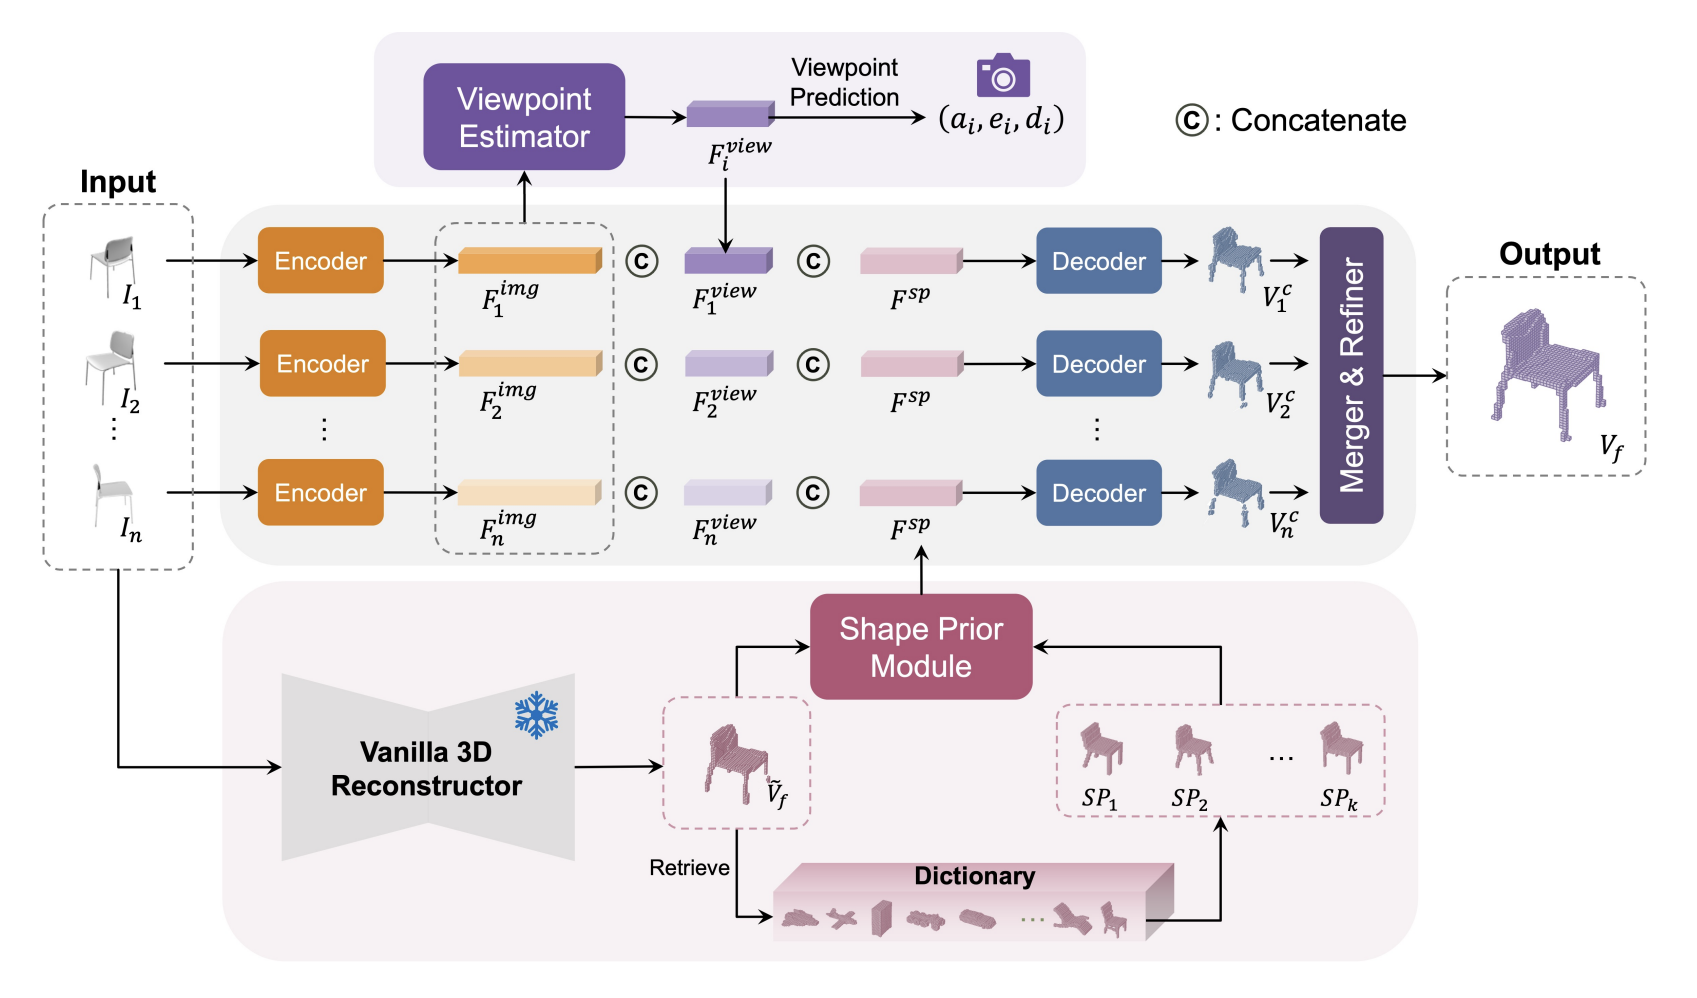 Viewpoint
Estimator
F_i^{view}
Viewpoint
Prediction
(a_i, e_i, d_i)
C : Concatenate
Input
I_1
I_2
⋮
I_n
Encoder
F_1^{img}
C
F_1^{view}
C
F^{sp}
Decoder
V_1^c
Encoder
F_2^{img}
C
F_2^{view}
C
F^{sp}
Decoder
V_2^c
⋮
⋮
Encoder
F_n^{img}
C
F_n^{view}
C
F^{sp}
Decoder
V_n^c
Merger & Refiner
Output
V_f
Shape Prior
Module
Vanilla 3D
Reconstructor
Ṽ_f
SP_1
SP_2
...
SP_k
Retrieve
Dictionary
...